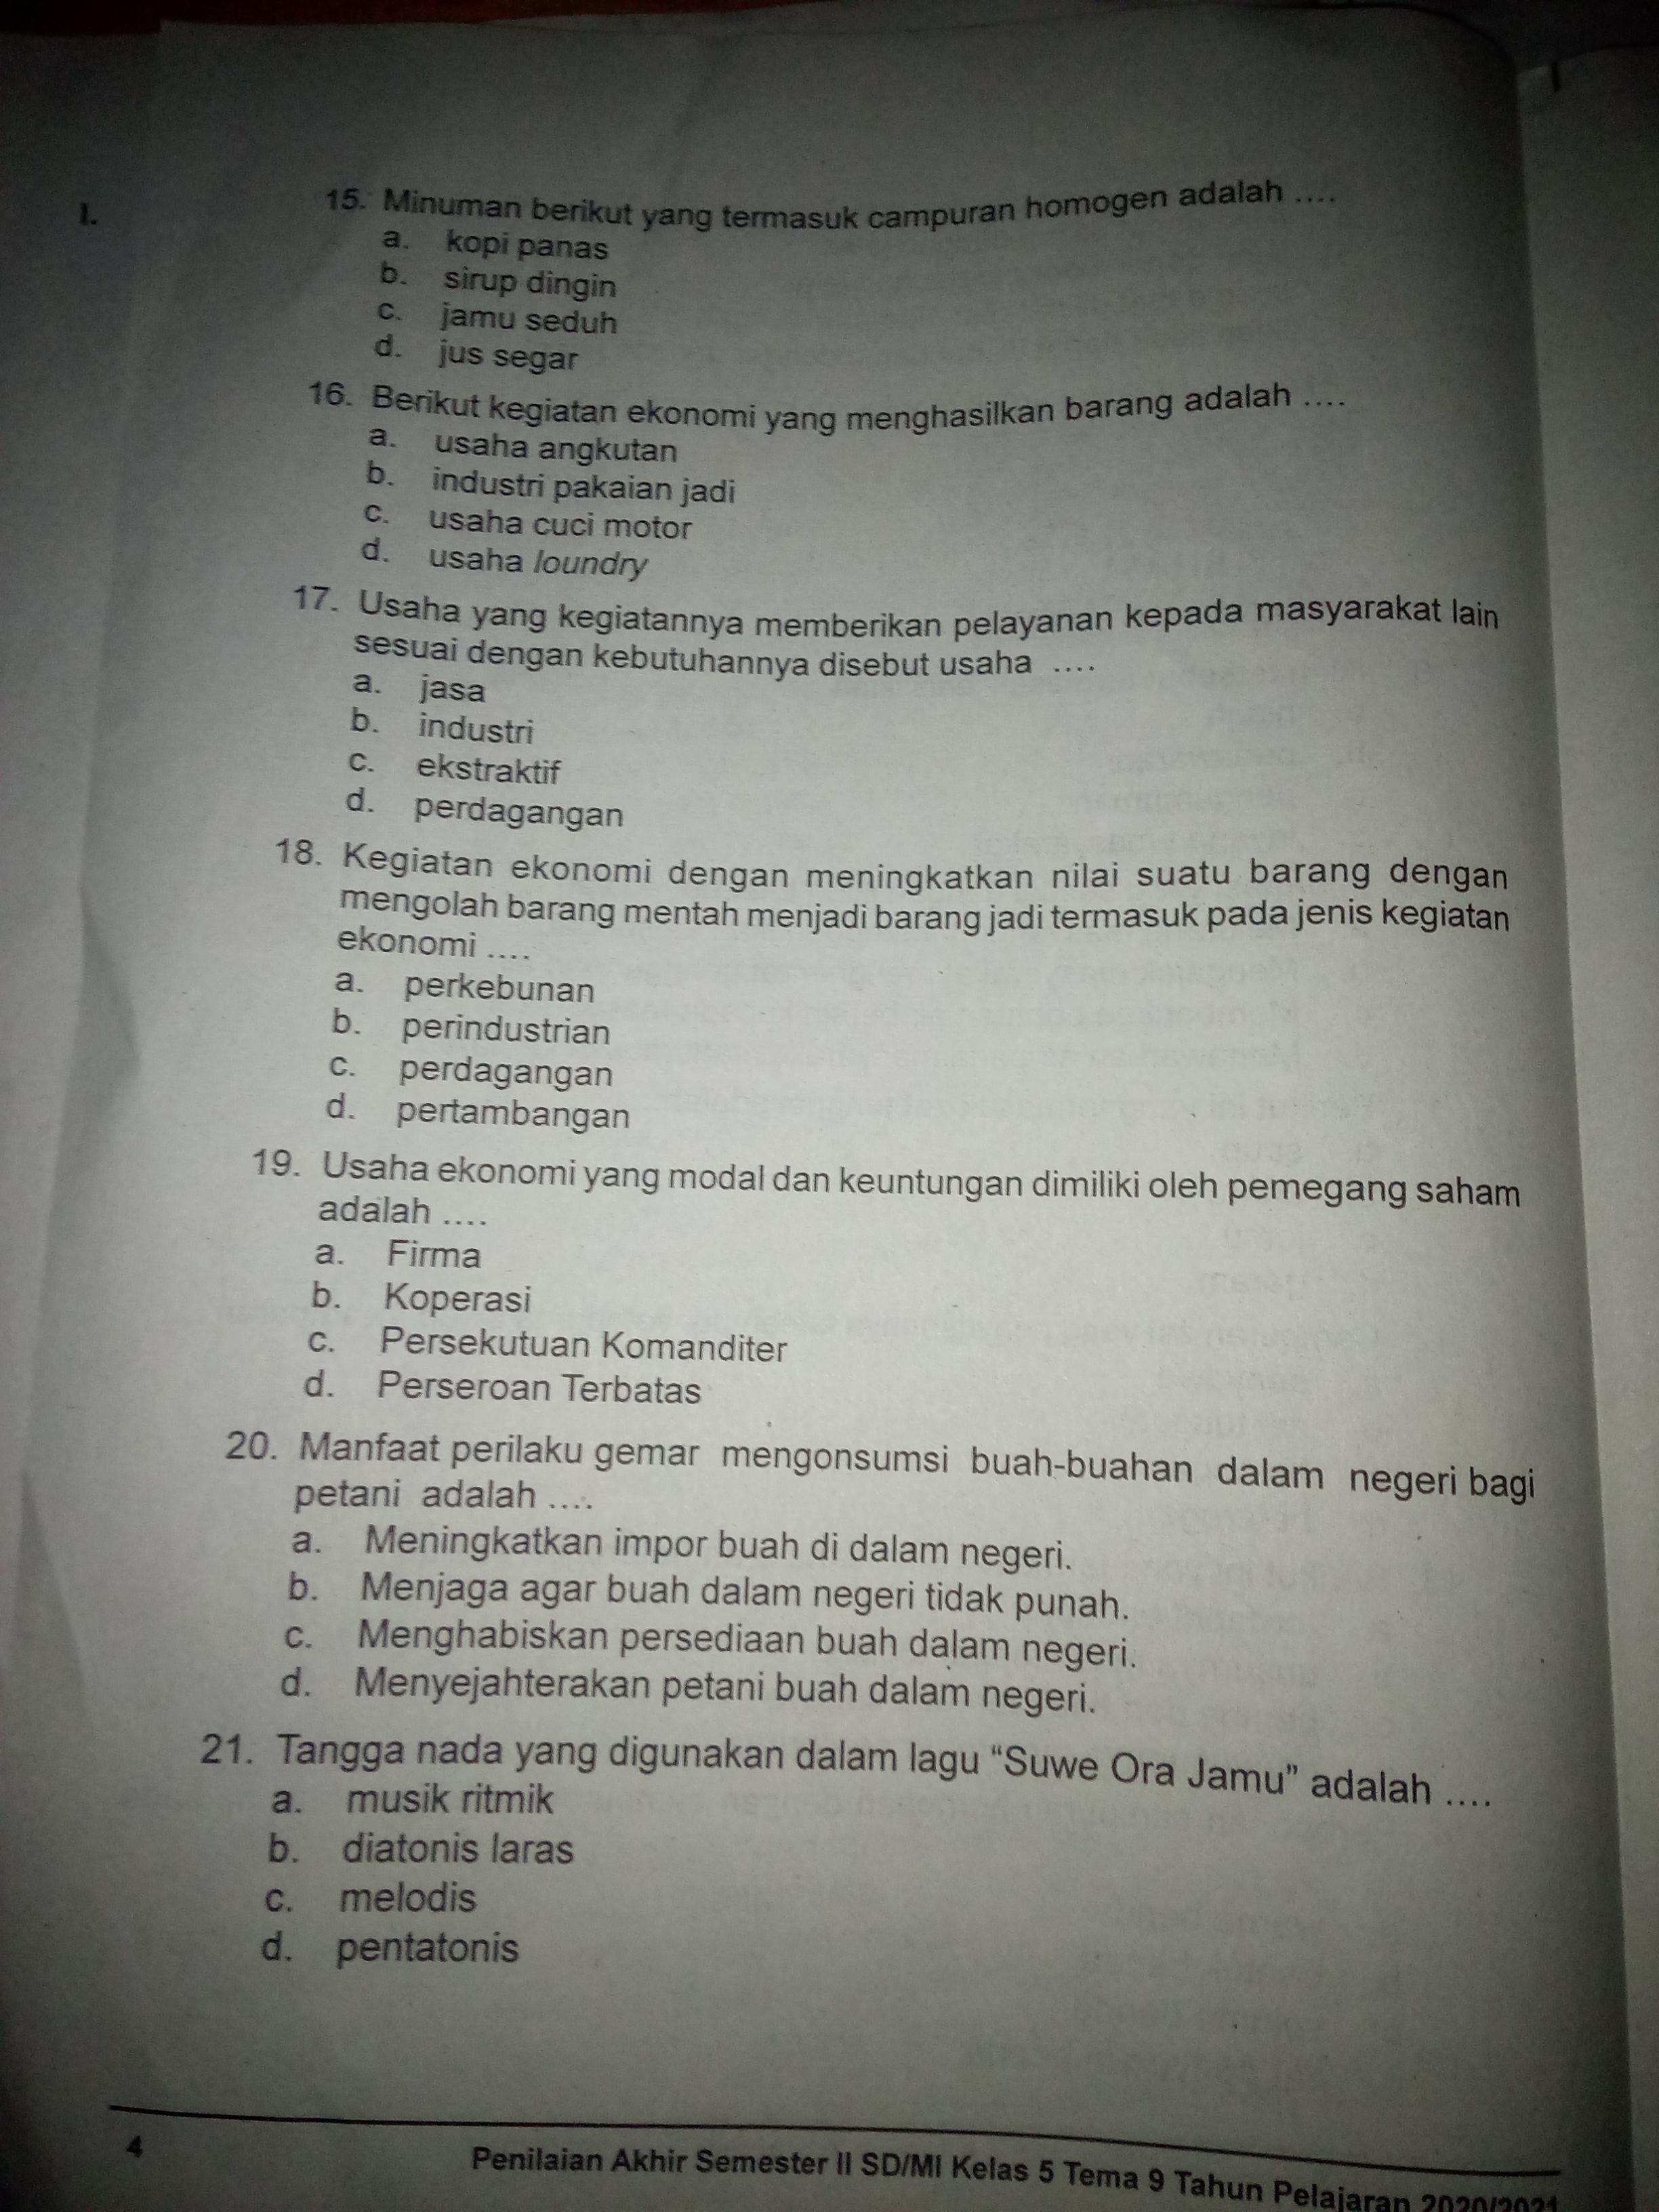 1.
15. Minuman berikut yang termasuk campuran homogen adalah ....
a. kopi panas
b. sirup dingin
c. jamu seduh
d. jus segar
16. Berikut kegiatan ekonomi yang menghasilkan barang adalah ....
a. usaha angkutan
b. industri pakaian jadi
c. usaha cuci motor
d. usaha loundry
17. Usaha yang kegiatannya memberikan pelayanan kepada masyarakat lain
sesuai dengan kebutuhannya disebut usaha ....
a. jasa
b. industri
c. ekstraktif
d. perdagangan
18. Kegiatan ekonomi dengan meningkatkan nilai suatu barang dengan
mengolah barang mentah menjadi barang jadi termasuk pada jenis kegiatan
ekonomi ....
a. perkebunan
b. perindustrian
c. perdagangan
d. pertambangan
19. Usaha ekonomi yang modal dan keuntungan dimiliki oleh pemegang saham
adalah ....
a. Firma
b. Koperasi
c. Persekutuan Komanditer
d. Perseroan Terbatas
20. Manfaat perilaku gemar mengonsumsi buah-buahan dalam negeri bagi
petani adalah ....
a. Meningkatkan impor buah di dalam negeri.
b. Menjaga agar buah dalam negeri tidak punah.
c. Menghabiskan persediaan buah dalam negeri.
d. Menyejahterakan petani buah dalam negeri.
21. Tangga nada yang digunakan dalam lagu “Suwe Ora Jamu” adalah ....
a. musik ritmik
b. diatonis laras
c. melodis
d. pentatonis
4
Penilaian Akhir Semester II SD/MI Kelas 5 Tema 9 Tahun Pelajaran 2020/2021